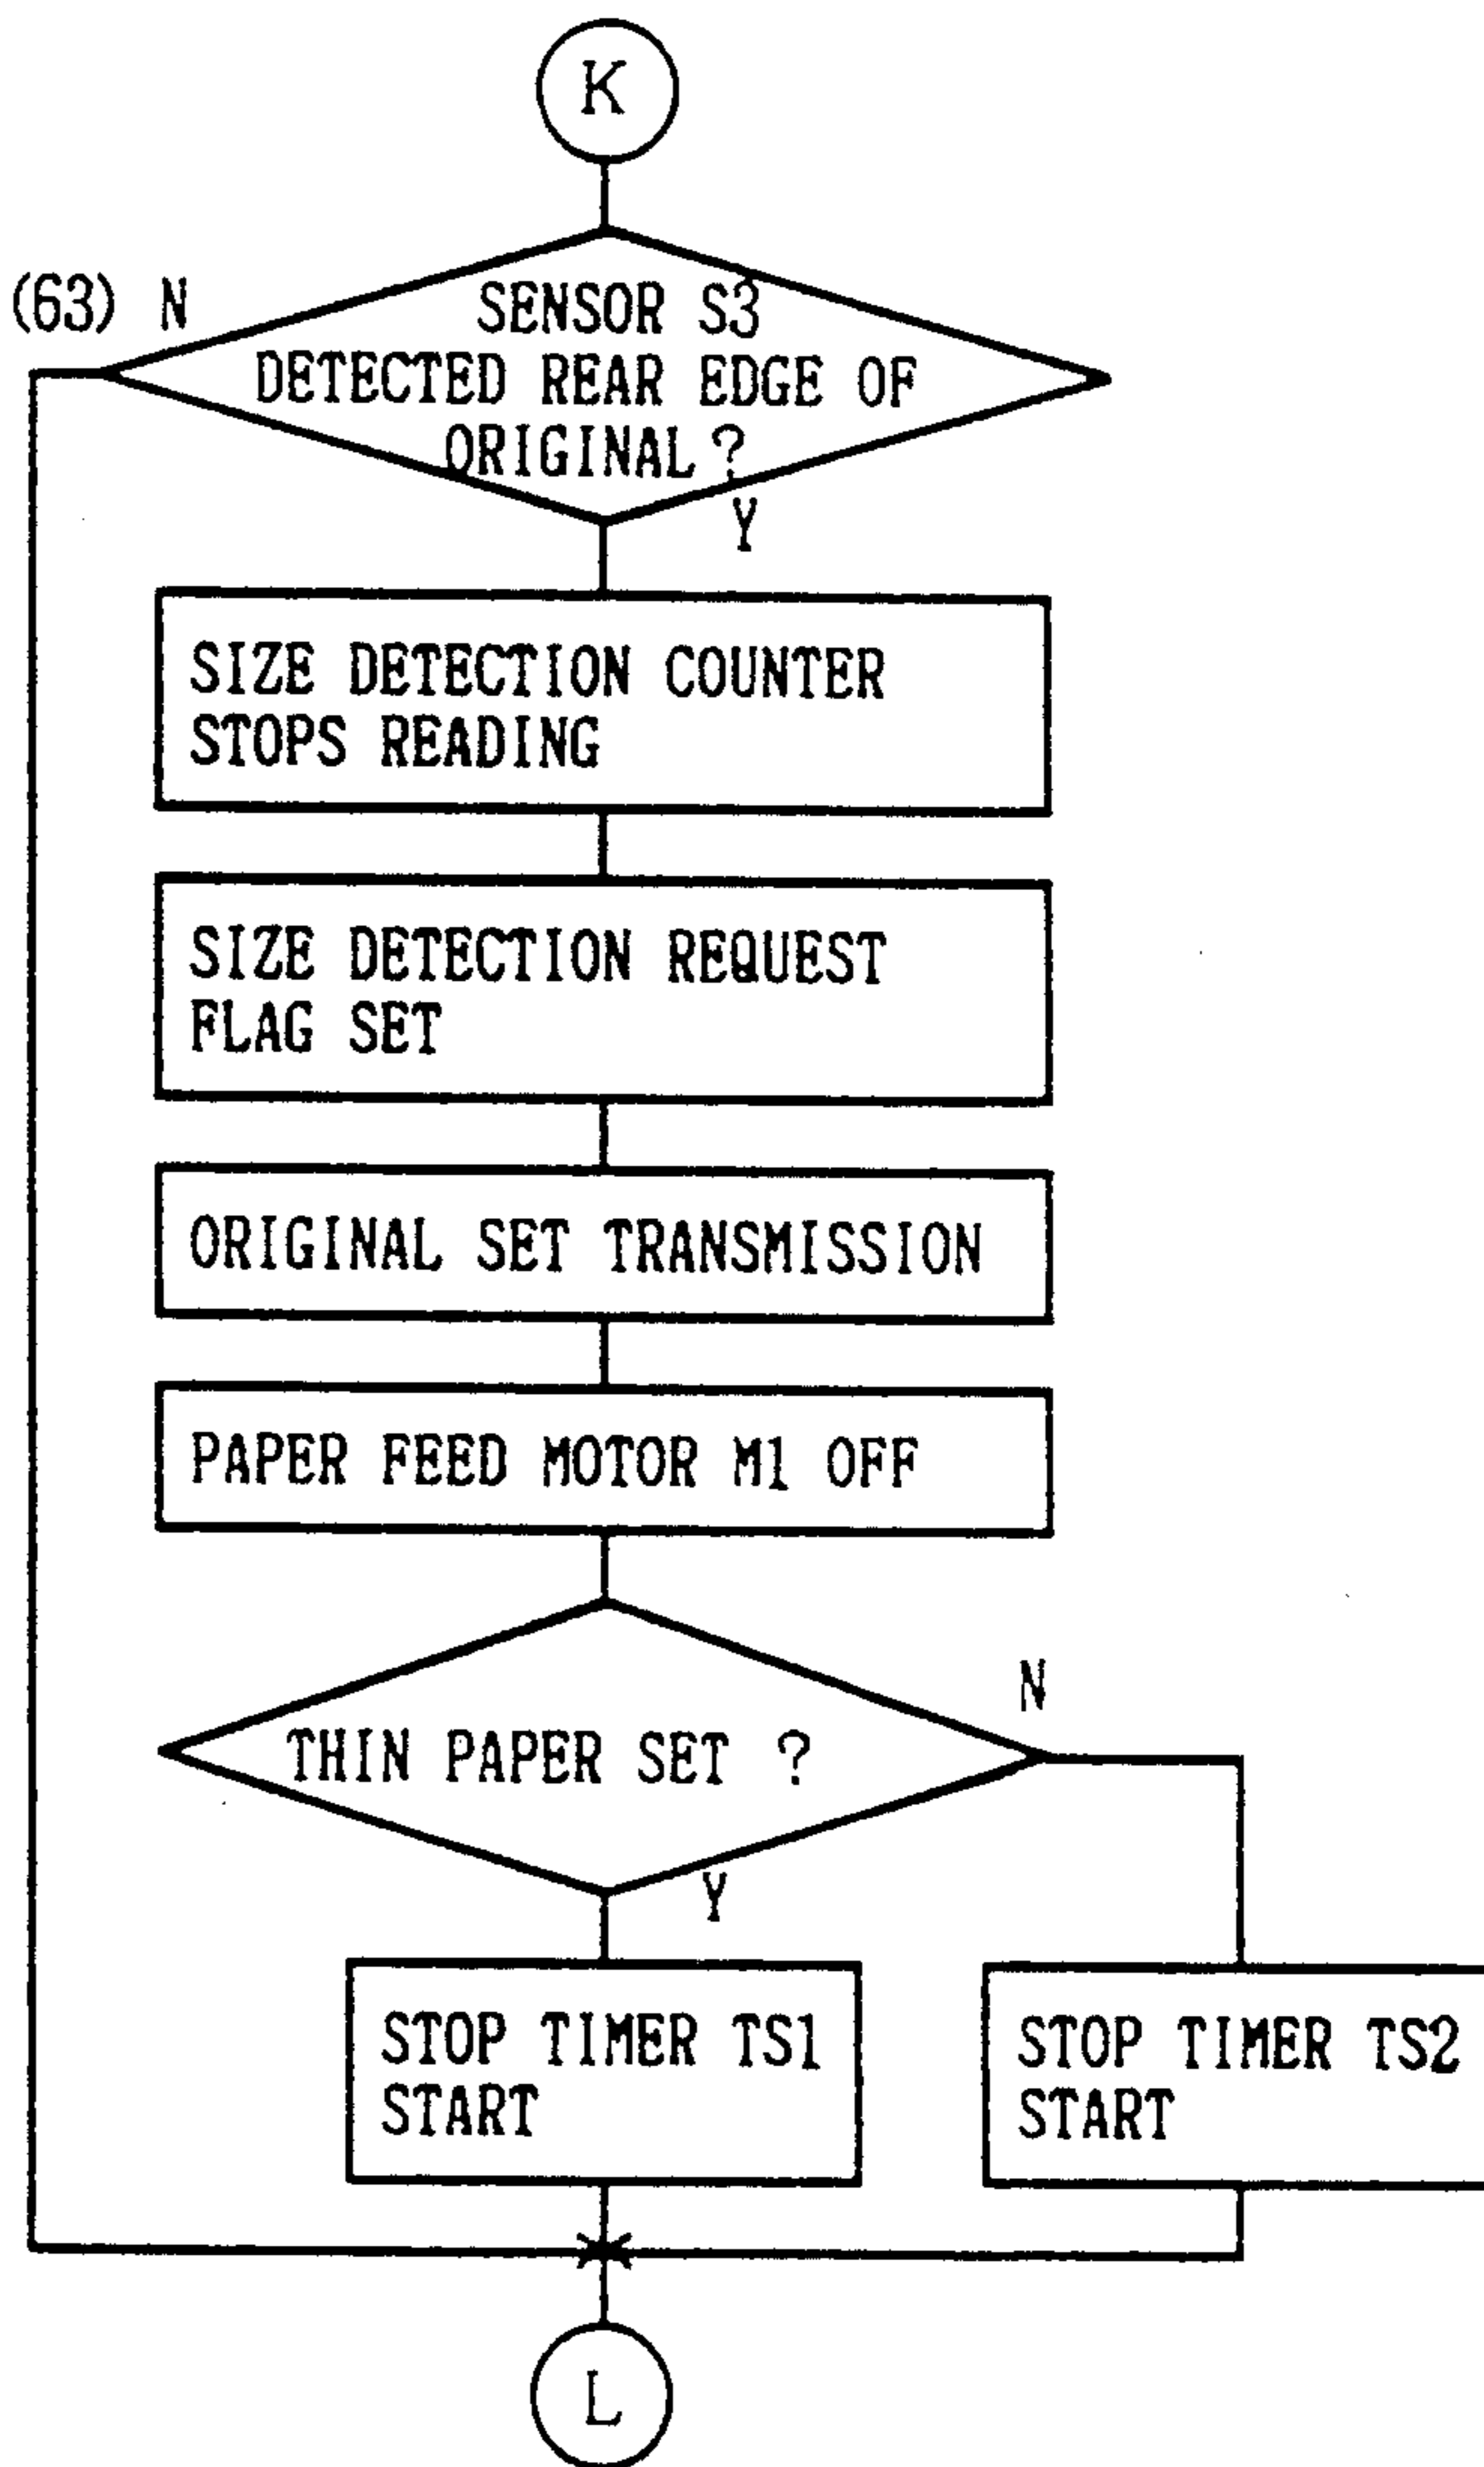 K
(63) N
SENSOR S3
DETECTED REAR EDGE OF
ORIGINAL ?
Y
SIZE DETECTION COUNTER
STOPS READING
SIZE DETECTION REQUEST
FLAG SET
ORIGINAL SET TRANSMISSION
PAPER FEED MOTOR M1 OFF
N
THIN PAPER SET ?
Y
STOP TIMER TS1
START
STOP TIMER TS2
START
L